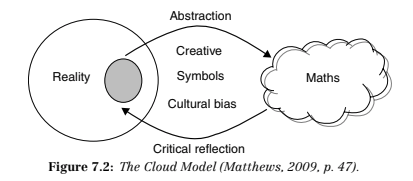 Abstraction
Creative
Reality
Symbols
Maths
Cultural bias
Critical reflection
Figure 7.2: The Cloud Model (Matthews, 2009, p. 47).